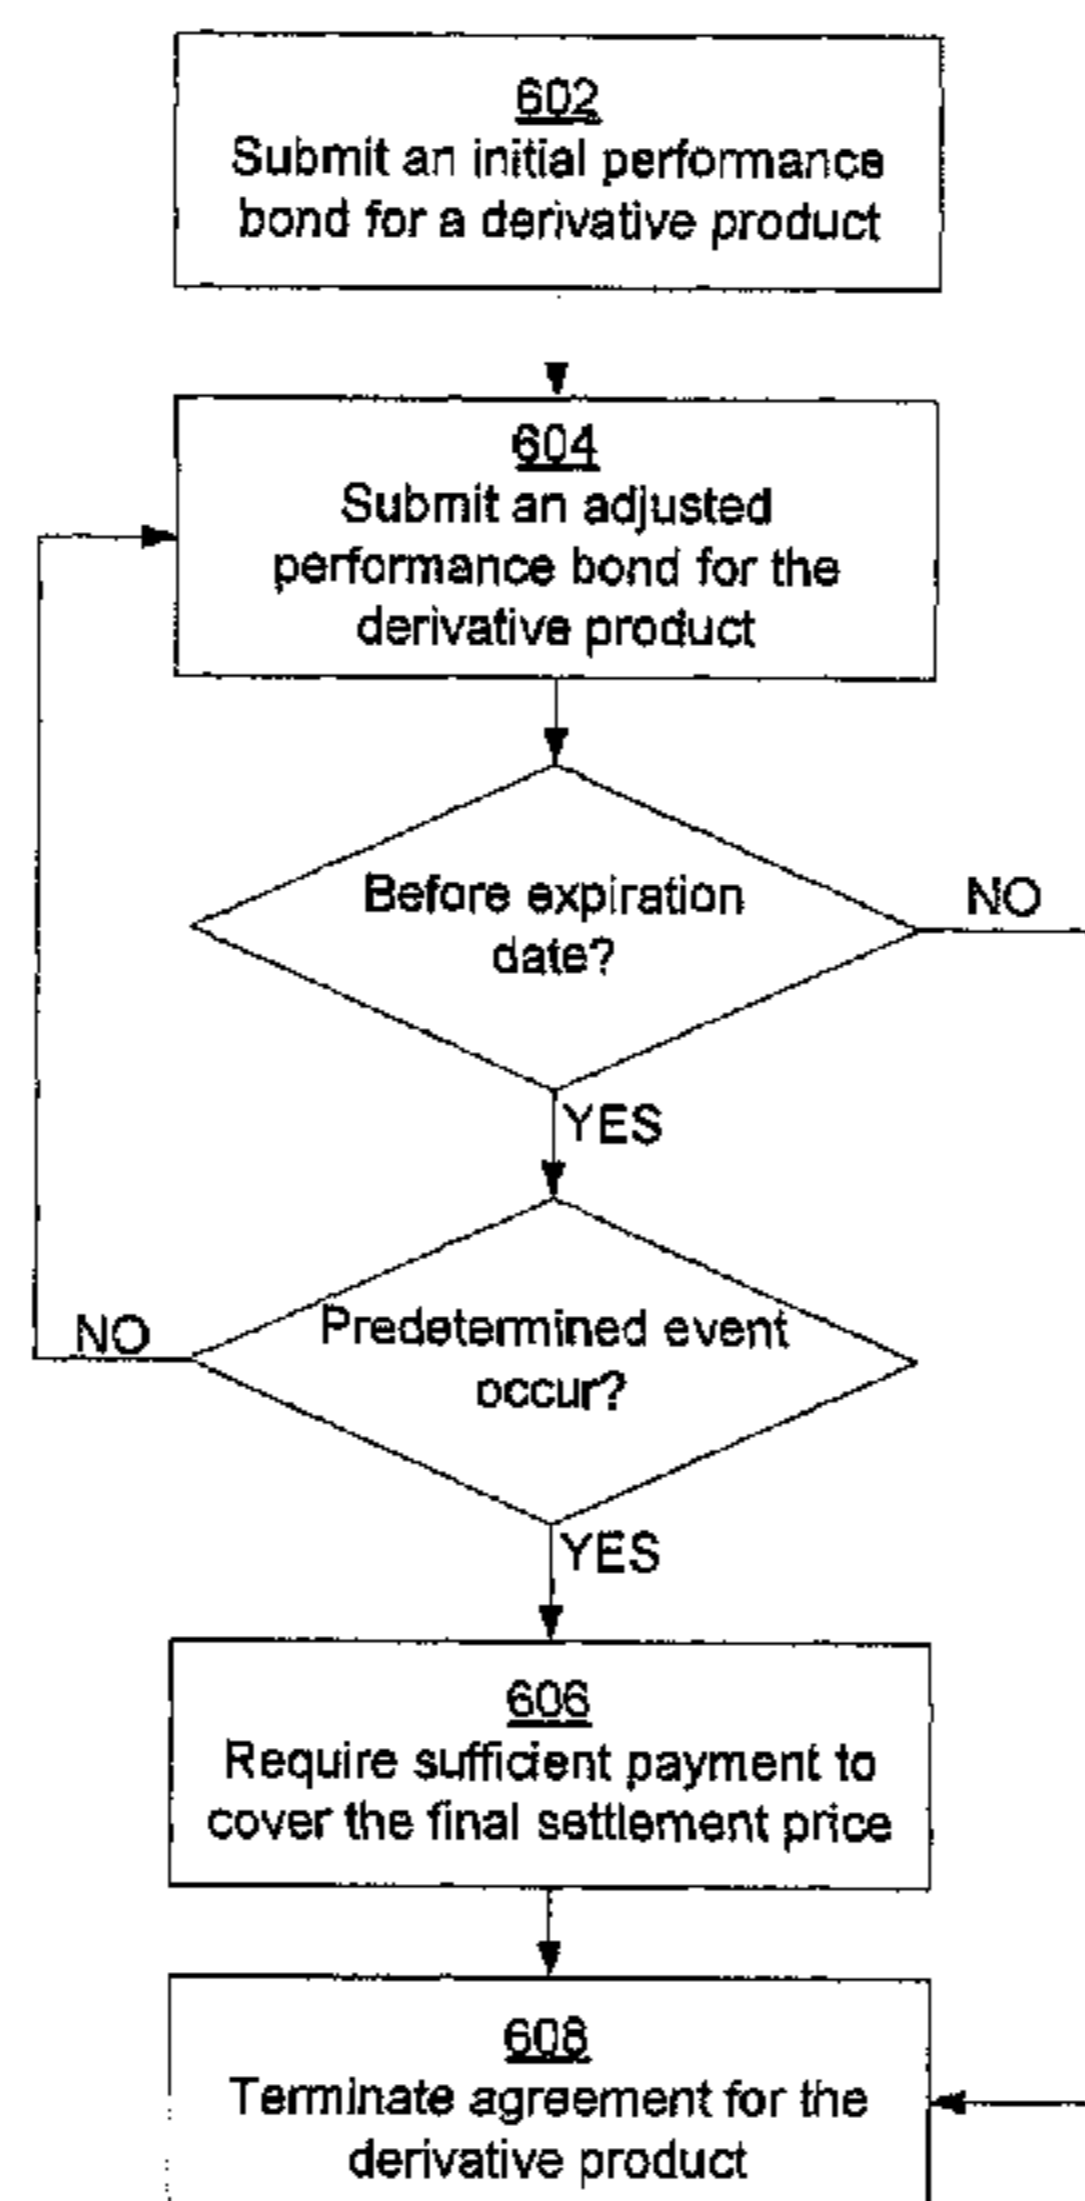 602
Submit an initial performance
bond for a derivative product
604
Submit an adjusted
performance bond for the
derivative product
Before expiration
date?
NO
YES
Predetermined event
occur?
NO
YES
606
Require sufficient payment to
cover the final settlement price
608
Terminate agreement for the
derivative product